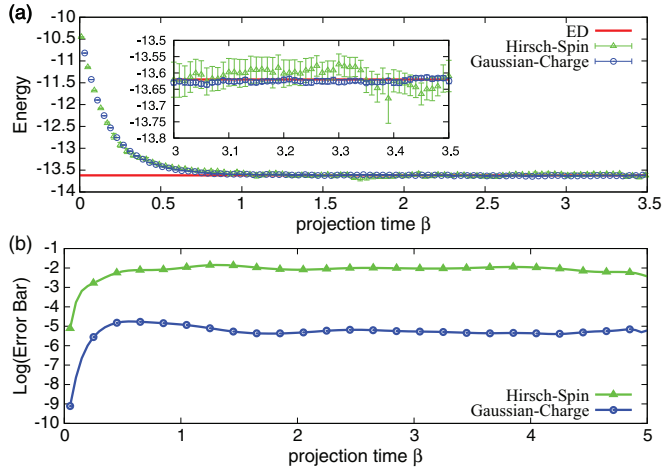 (a)
-10
-10.5
-11
-11.5
-12
-12.5
-13
-13.5
-14
Energy
ED
Hirsch-Spin
Gaussian-Charge
-13.5
-13.55
-13.6
-13.65
-13.7
-13.75
-13.8
3 3.1 3.2 3.3 3.4 3.5
0 0.5 1 1.5 2 2.5 3 3.5
projection time β
(b)
-1
-2
-3
-4
-5
-6
-7
-8
-9
-10
Log(Error Bar)
Hirsch-Spin
Gaussian-Charge
0 1 2 3 4 5
projection time β